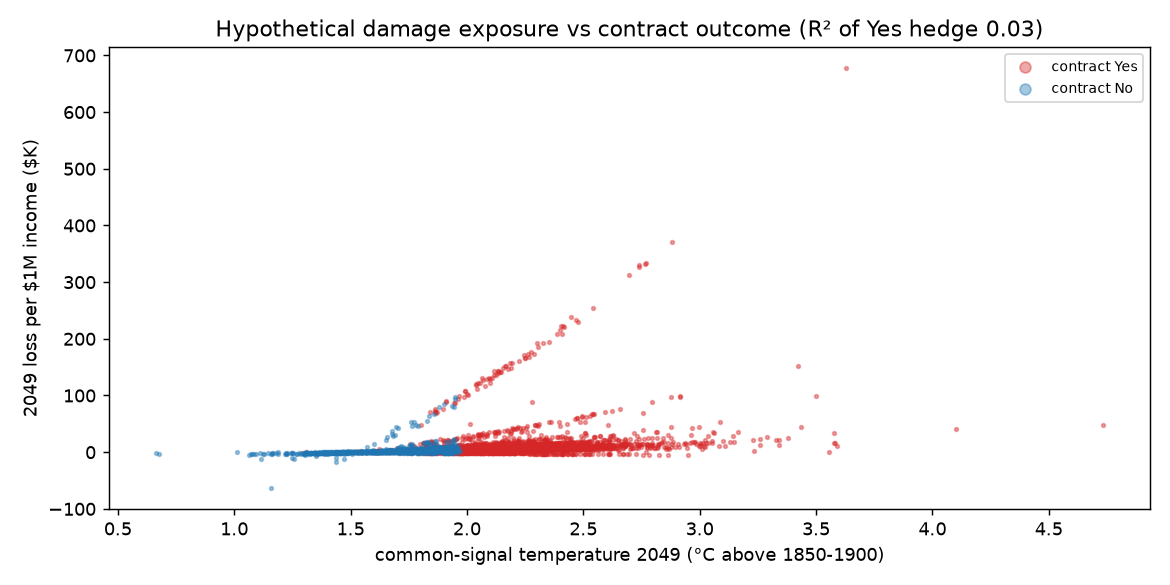 Hypothetical damage exposure vs contract outcome (R² of Yes hedge 0.03)
700
600
500
400
300
200
100
0
−100
2049 loss per $1M income ($K)
contract Yes
contract No
0.5 1.0 1.5 2.0 2.5 3.0 3.5 4.0 4.5
common-signal temperature 2049 (°C above 1850-1900)